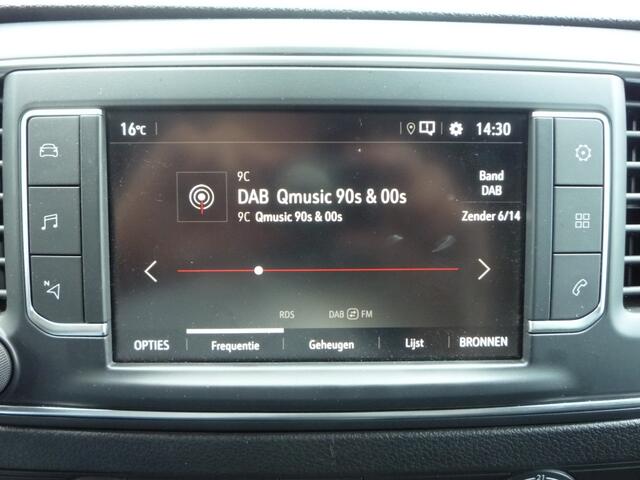 16°C
14:30
9C
DAB Qmusic 90s & 00s
9C Qmusic 90s & 00s
Band
DAB
Zender 6/14
RDS
DAB FM
OPTIES
Frequentie
Geheugen
Lijst
BRONNEN
N
21